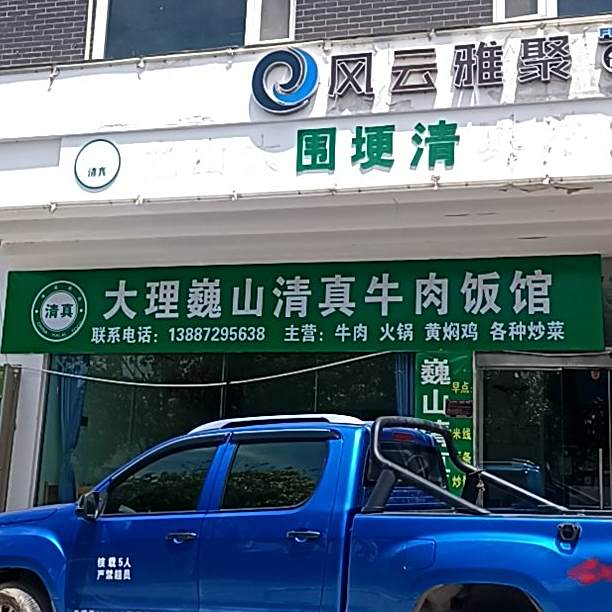 风云雅聚
围埂清
清真
清真
大理巍山清真牛肉饭馆
联系电话：13887295638 主营：牛肉 火锅 黄焖鸡 各种炒菜
巍山清
早点：
米线
核载5人
严禁超员